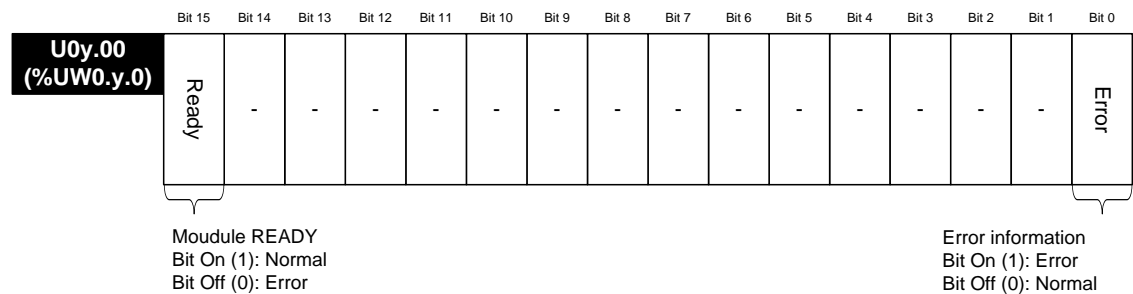 Bit 15 Bit 14 Bit 13 Bit 12 Bit 11 Bit 10 Bit 9 Bit 8 Bit 7 Bit 6 Bit 5 Bit 4 Bit 3 Bit 2 Bit 1 Bit 0
U0y.00
(%UW0.y.0)
Ready - - - - - - - - - - - - - - Error
Moudule READY
Bit On (1): Normal
Bit Off (0): Error
Error information
Bit On (1): Error
Bit Off (0): Normal